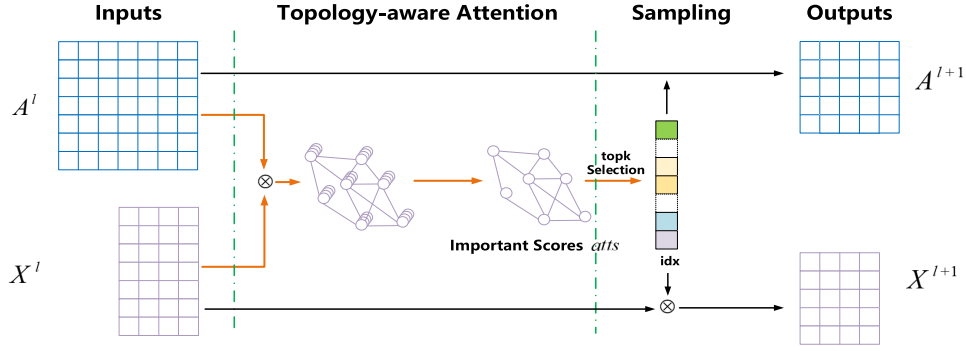 Inputs
Topology-aware Attention
Sampling
Outputs
A^l
A^{l+1}
⊗
topk
Selection
Important Scores atts
idx
X^l
X^{l+1}
⊗